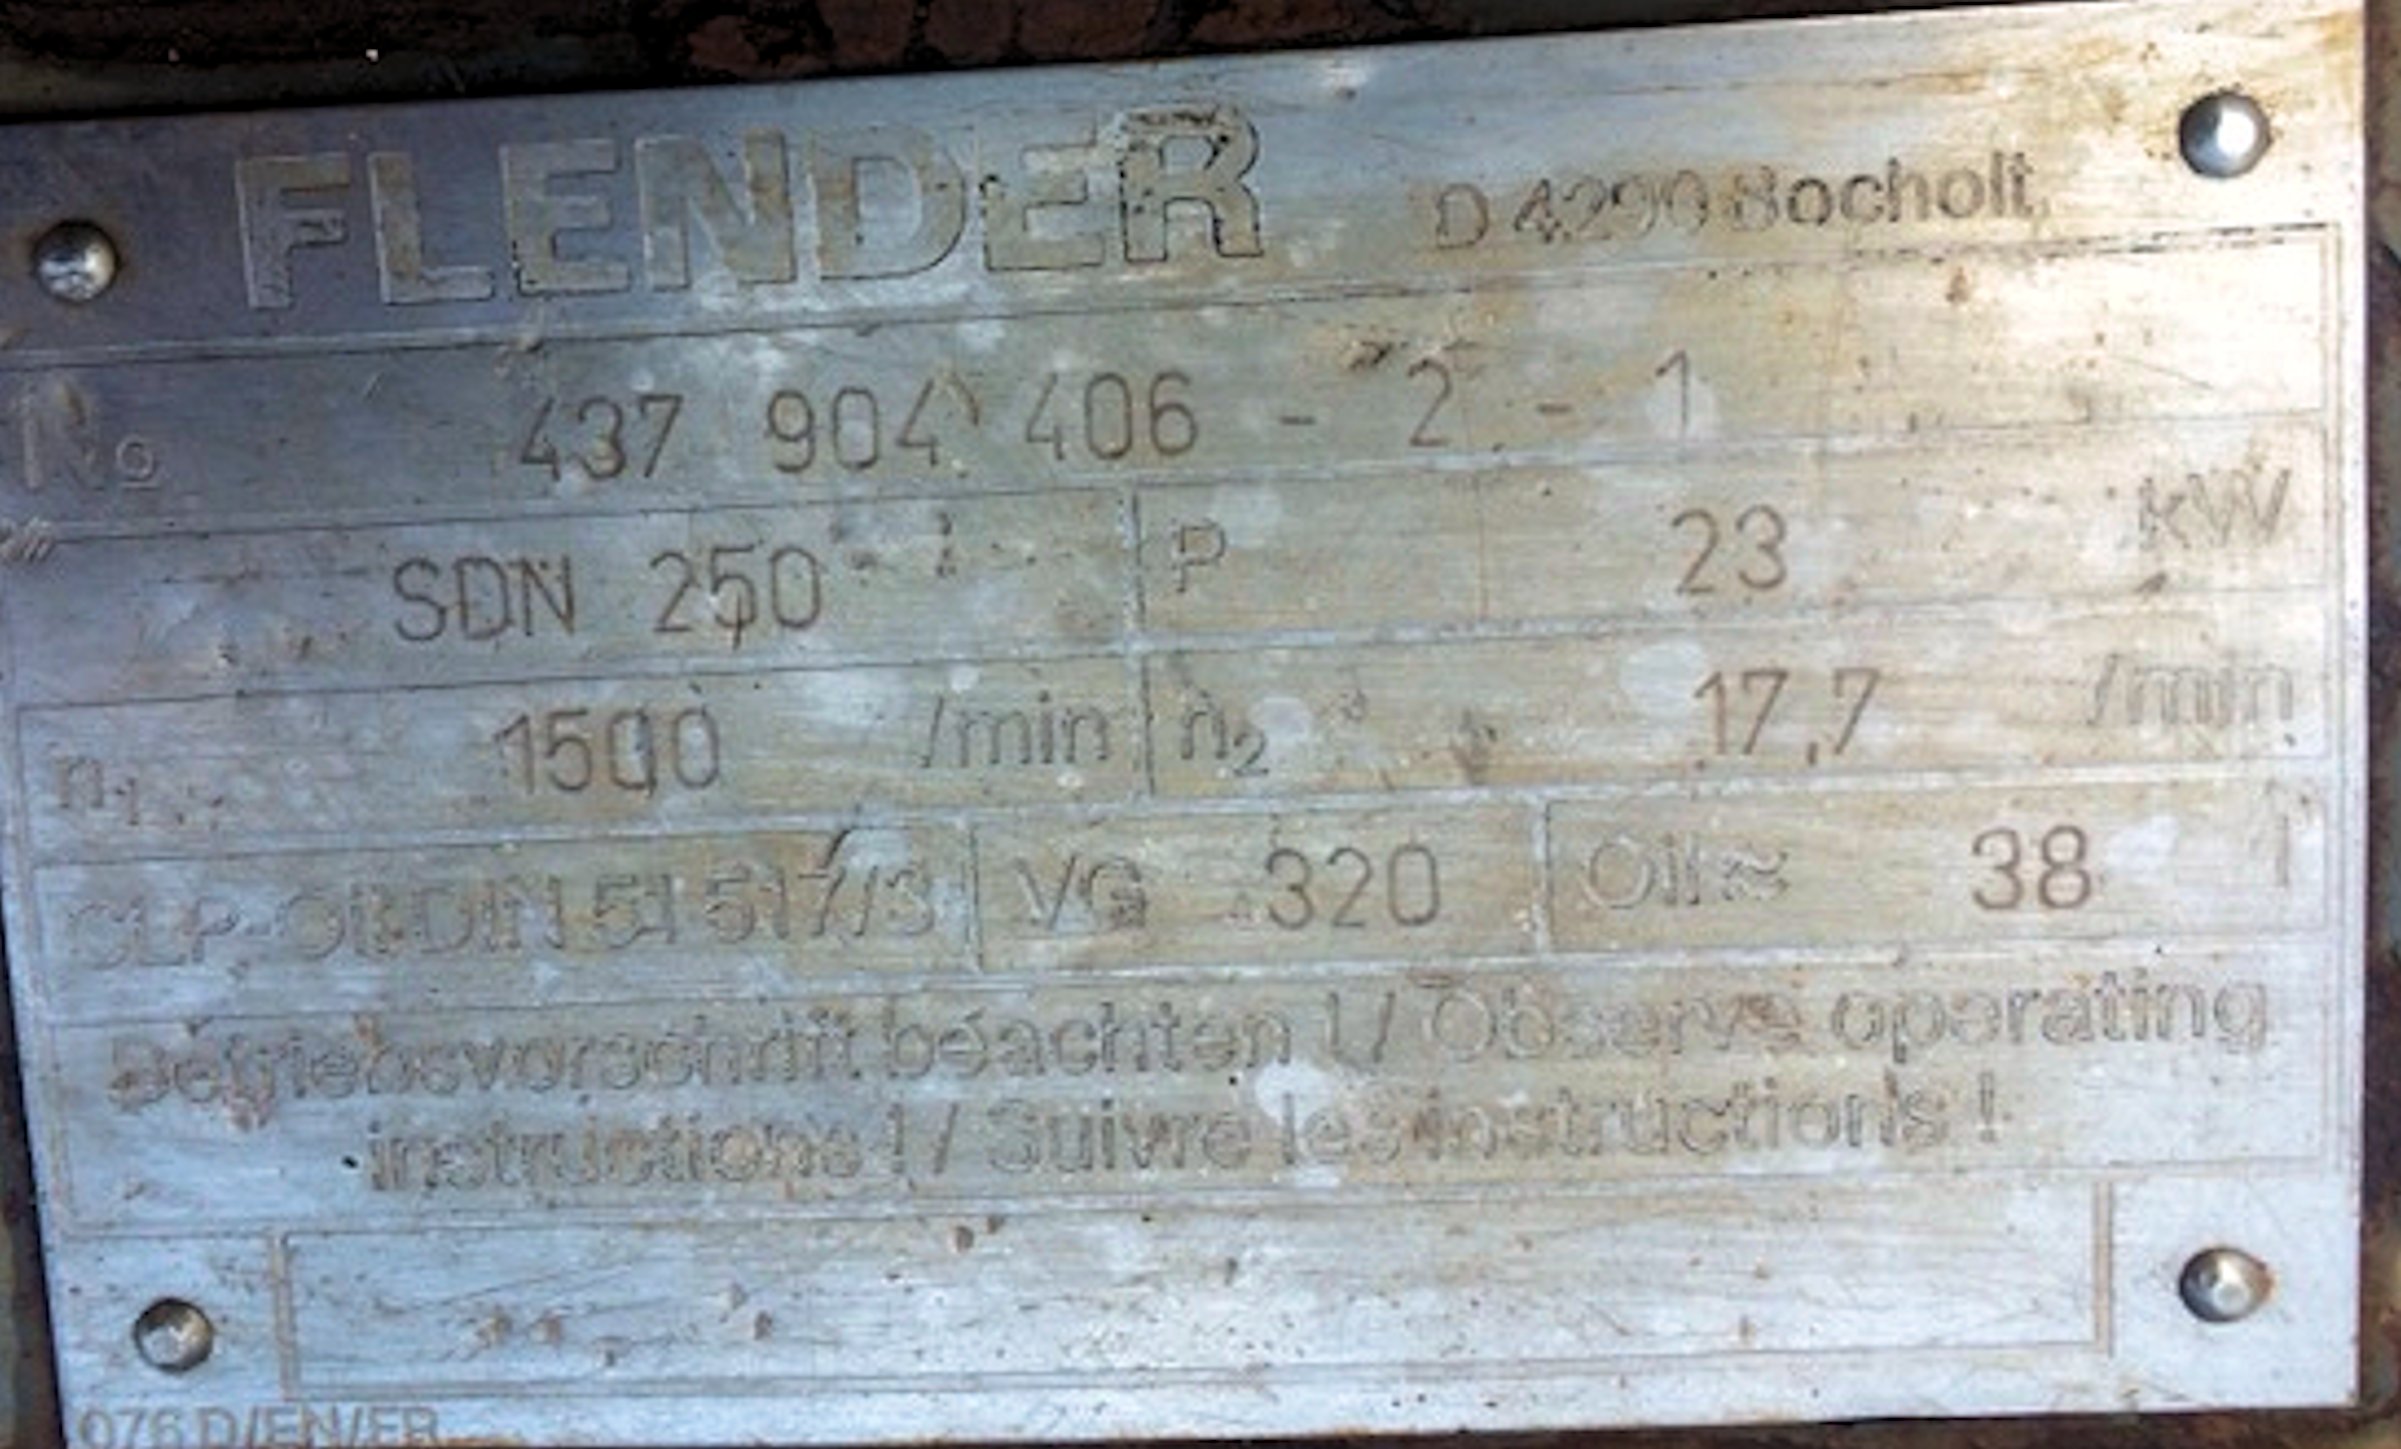 FLENDER D 4290 Bocholt
No 437 904 406 - 2 - 1
SDN 250 P 23 kW
n1 1500 /min n2 17,7 /min
CLP-Öl-DIN 51 517/3 VG 320 Oil ≈ 38 l
Betriebsvorschrift beachten ! / Observe operating
instructions ! / Suivre les instructions !
076 D/EN/FR